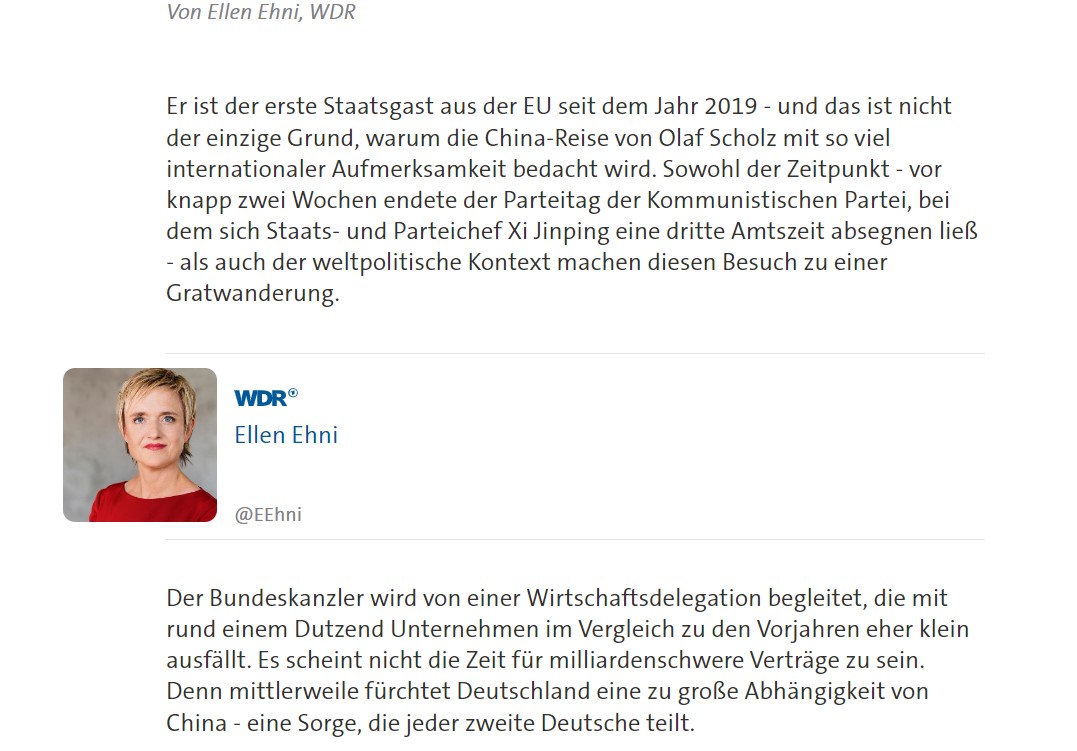 Von Ellen Ehni, WDR
Er ist der erste Staatsgast aus der EU seit dem Jahr 2019 - und das ist nicht
der einzige Grund, warum die China-Reise von Olaf Scholz mit so viel
internationaler Aufmerksamkeit bedacht wird. Sowohl der Zeitpunkt - vor
knapp zwei Wochen endete der Parteitag der Kommunistischen Partei, bei
dem sich Staats- und Parteichef Xi Jinping eine dritte Amtszeit absegnen ließ
- als auch der weltpolitische Kontext machen diesen Besuch zu einer
Gratwanderung.
WDR
Ellen Ehni
@EEhni
Der Bundeskanzler wird von einer Wirtschaftsdelegation begleitet, die mit
rund einem Dutzend Unternehmen im Vergleich zu den Vorjahren eher klein
ausfällt. Es scheint nicht die Zeit für milliardenschwere Verträge zu sein.
Denn mittlerweile fürchtet Deutschland eine zu große Abhängigkeit von
China - eine Sorge, die jeder zweite Deutsche teilt.